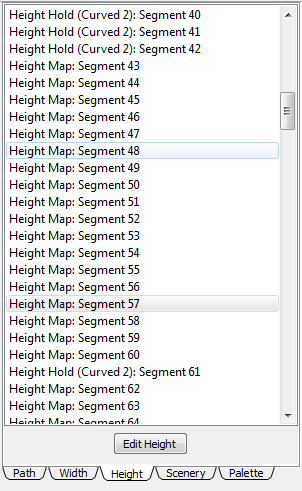 Height Hold (Curved 2): Segment 40
Height Hold (Curved 2): Segment 41
Height Hold (Curved 2): Segment 42
Height Map: Segment 43
Height Map: Segment 44
Height Map: Segment 45
Height Map: Segment 46
Height Map: Segment 47
Height Map: Segment 48
Height Map: Segment 49
Height Map: Segment 50
Height Map: Segment 51
Height Map: Segment 52
Height Map: Segment 53
Height Map: Segment 54
Height Map: Segment 55
Height Map: Segment 56
Height Map: Segment 57
Height Map: Segment 58
Height Map: Segment 59
Height Map: Segment 60
Height Hold (Curved 2): Segment 61
Height Map: Segment 62
Height Map: Segment 63
Height Map: Segment 64
Edit Height
Path Width Height Scenery Palette